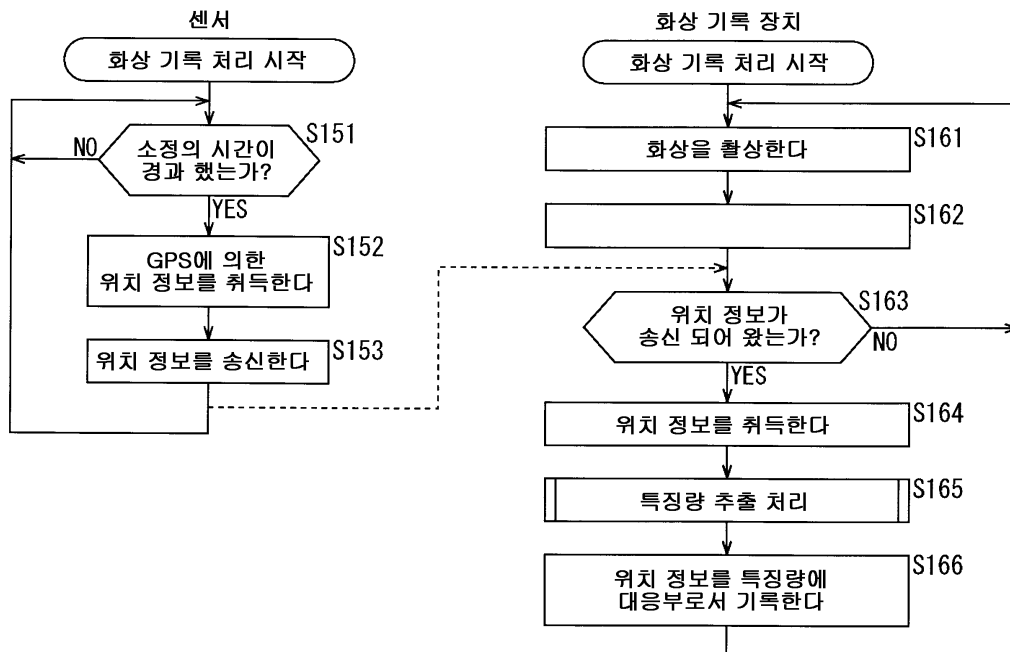 센서
화상 기록 처리 시작
S151
소정의 시간이
경과 했는가?
NO
YES
S152
GPS에 의한
위치 정보를 취득한다
S153
위치 정보를 송신한다
화상 기록 장치
화상 기록 처리 시작
S161
화상을 촬상한다
S162
S163
위치 정보가
송신 되어 왔는가?
NO
YES
S164
위치 정보를 취득한다
S165
특징량 추출 처리
S166
위치 정보를 특징량에
대응부로서 기록한다